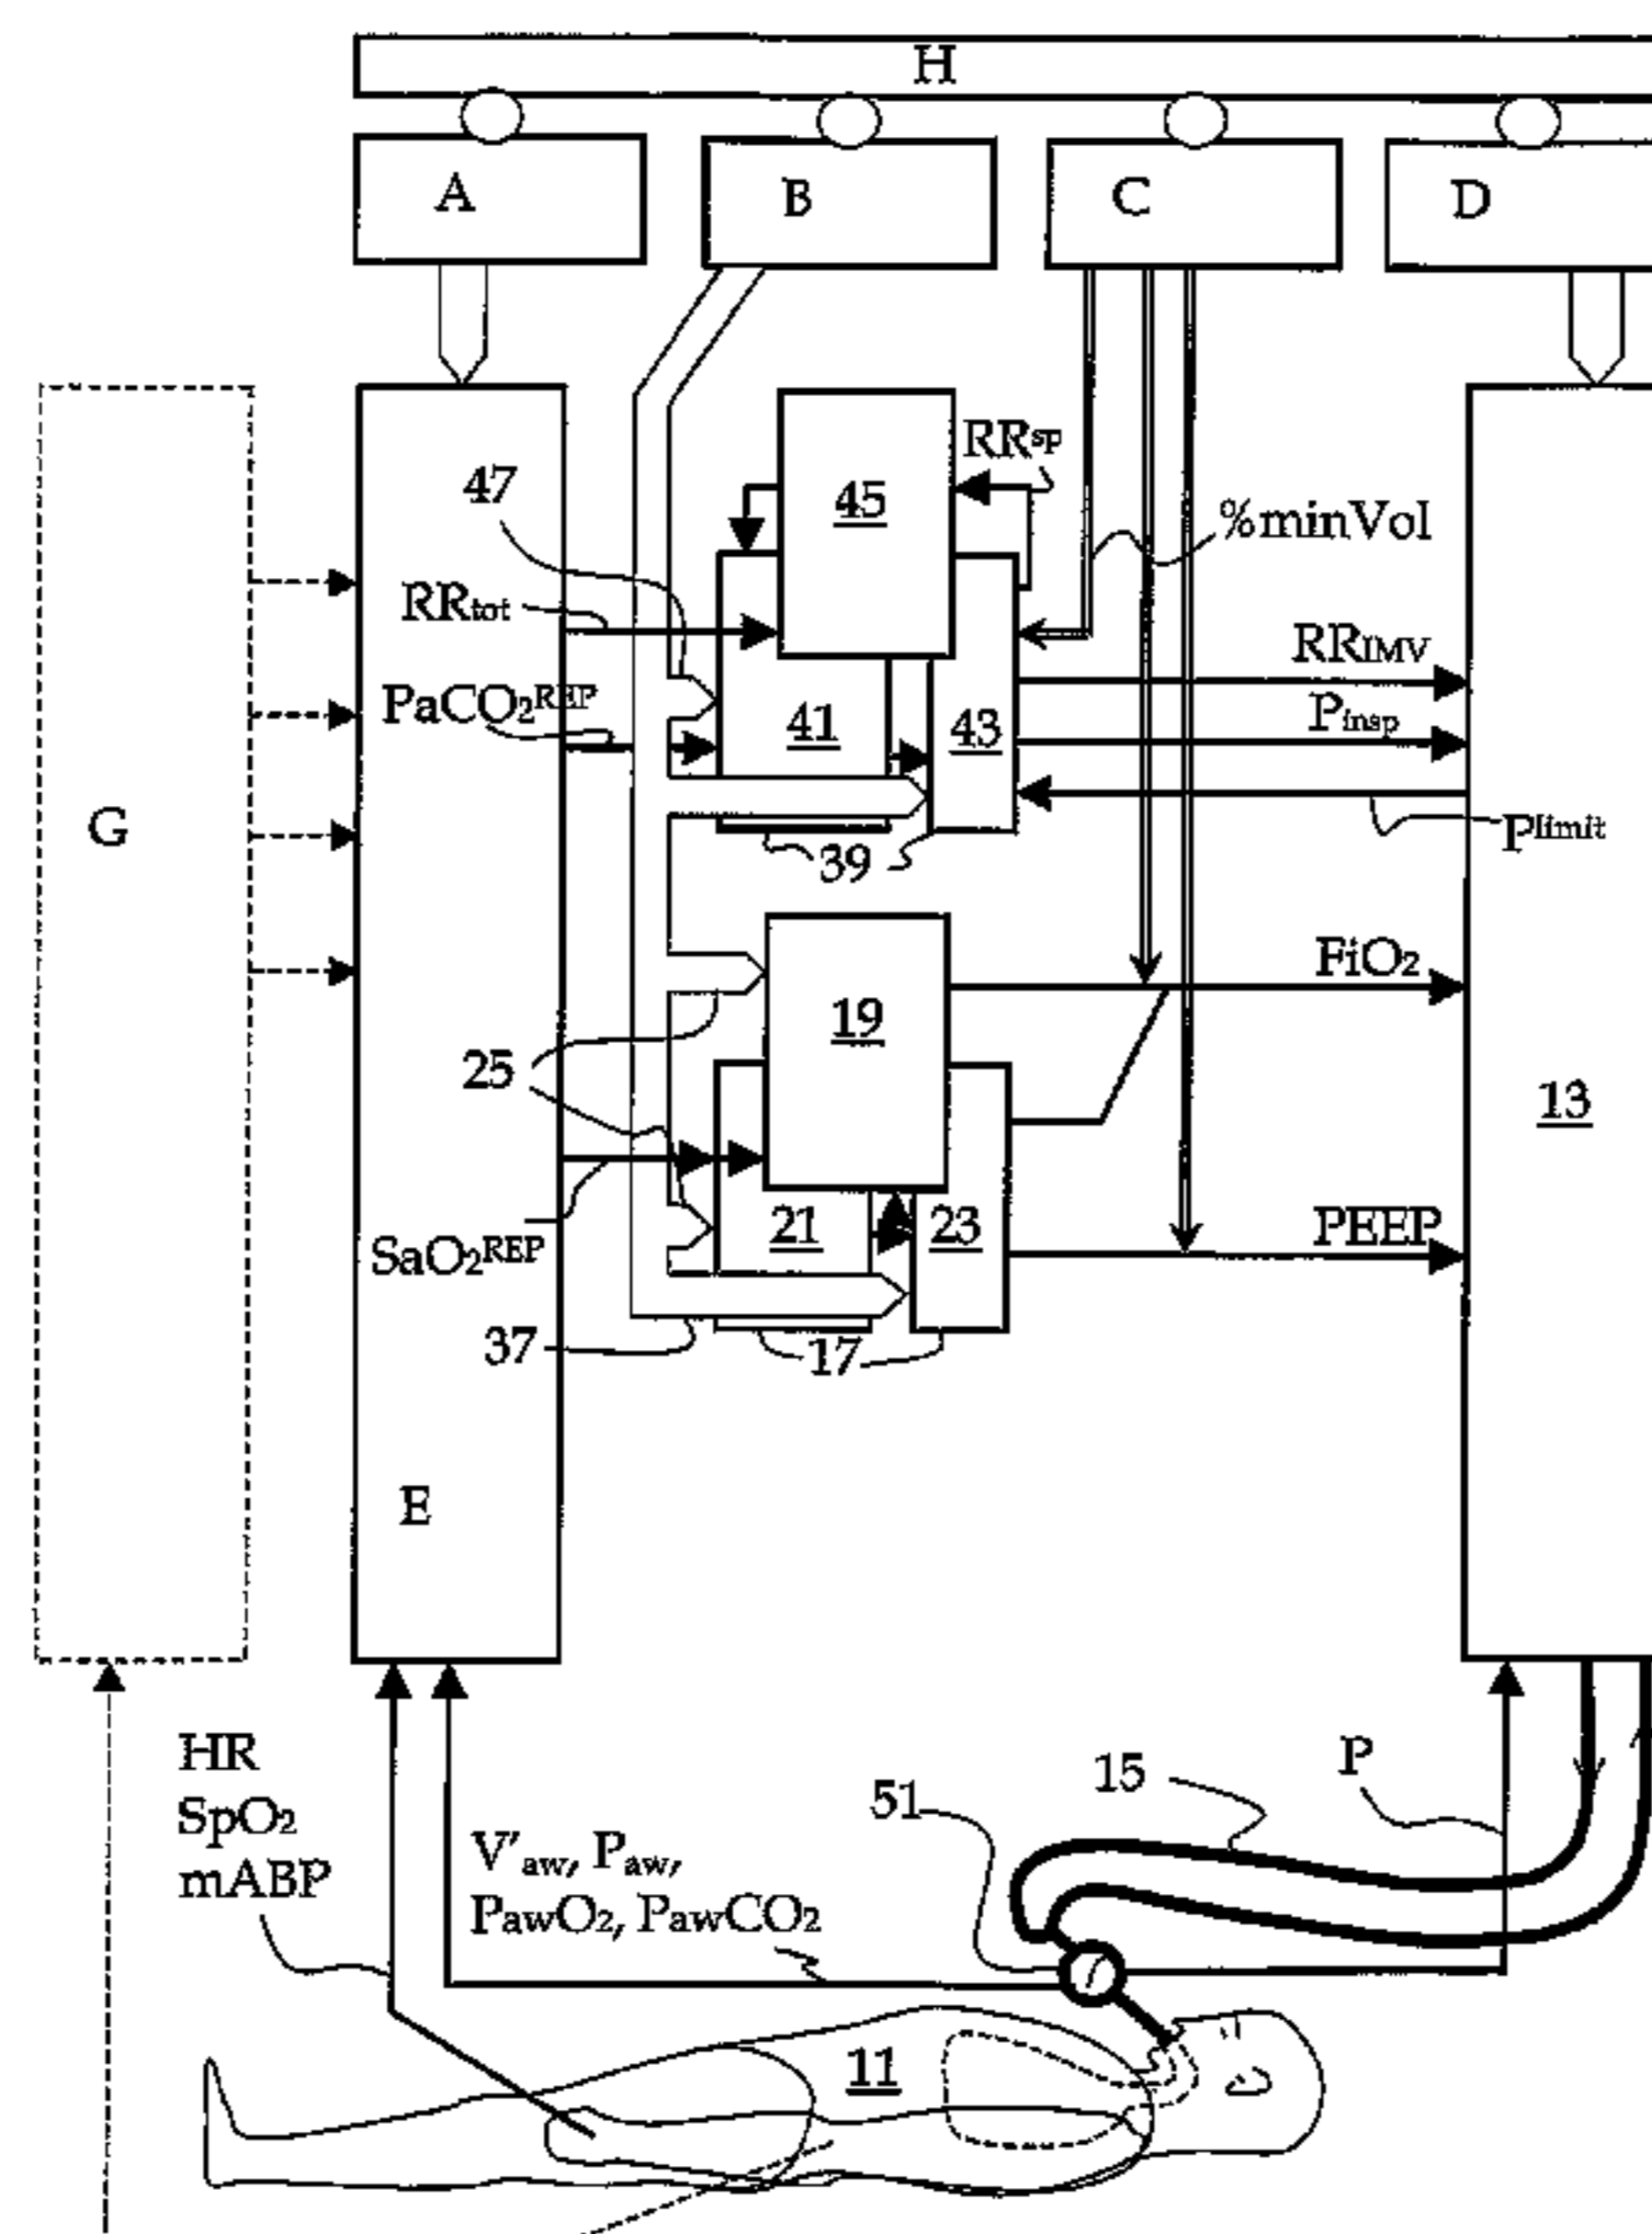 H
A
B
C
D
RRsp
47
45
%minVol
RRtot
RRIMV
PaCO2REP
Pinsp
41
43
G
Plimit
39
FiO2
19
25
13
21
23
PEEP
SaO2REP
37
17
E
HR
SpO2
mABP
P
15
51
V'aw, Paw,
PawO2, PawCO2
11